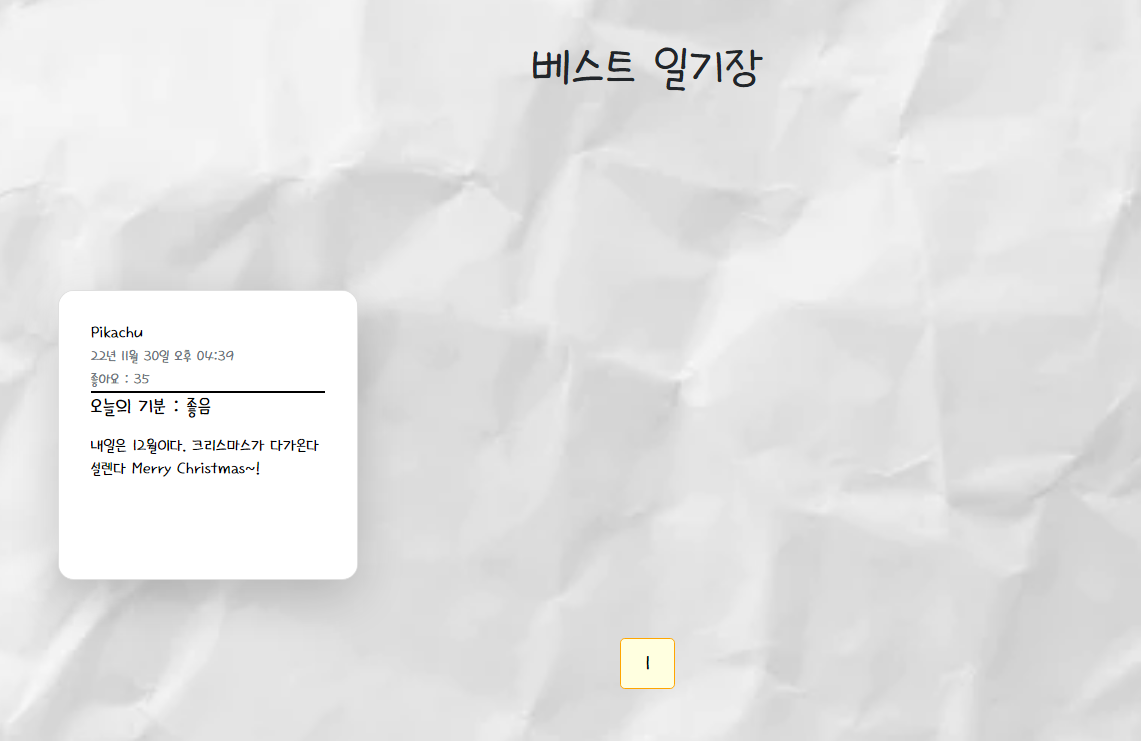 베스트 일기장
Pikachu
22년 11월 30일 오후 04:39
좋아요 : 35
오늘의 기분 : 좋음
내일은 12월이다. 크리스마스가 다가온다
설렌다 Merry Christmas~!
1